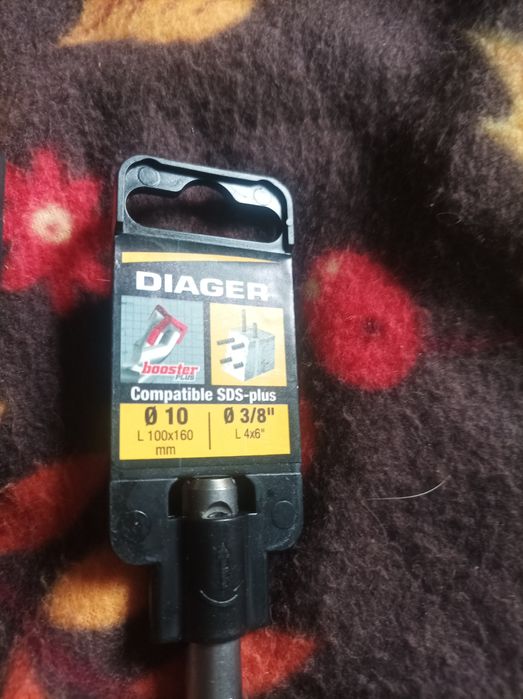 DIAGER
booster
PLUS
Compatible SDS-plus
Ø 10
L 100x160
mm
Ø 3/8"
L 4x6"